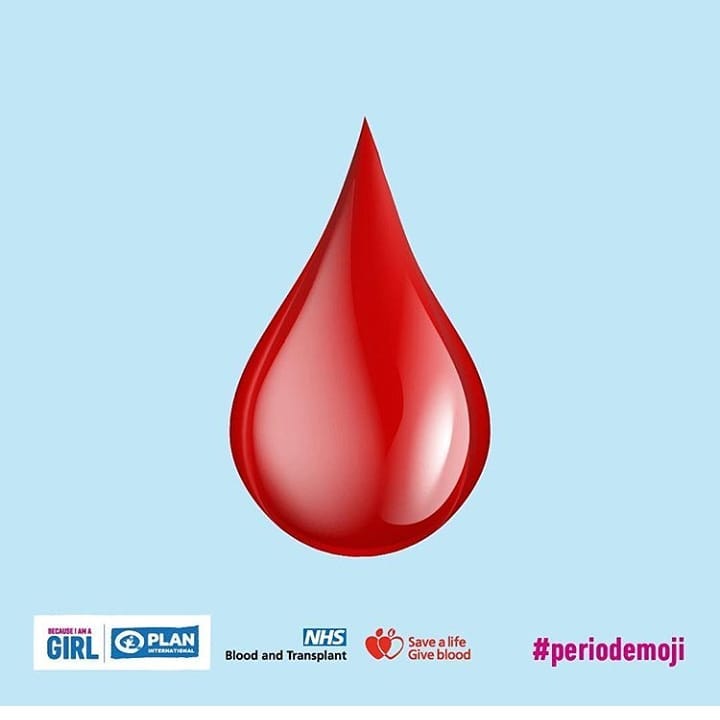 BECAUSE I AM A
GIRL
PLAN
INTERNATIONAL
NHS
Blood and Transplant
Save a life
Give blood
#periodemoji